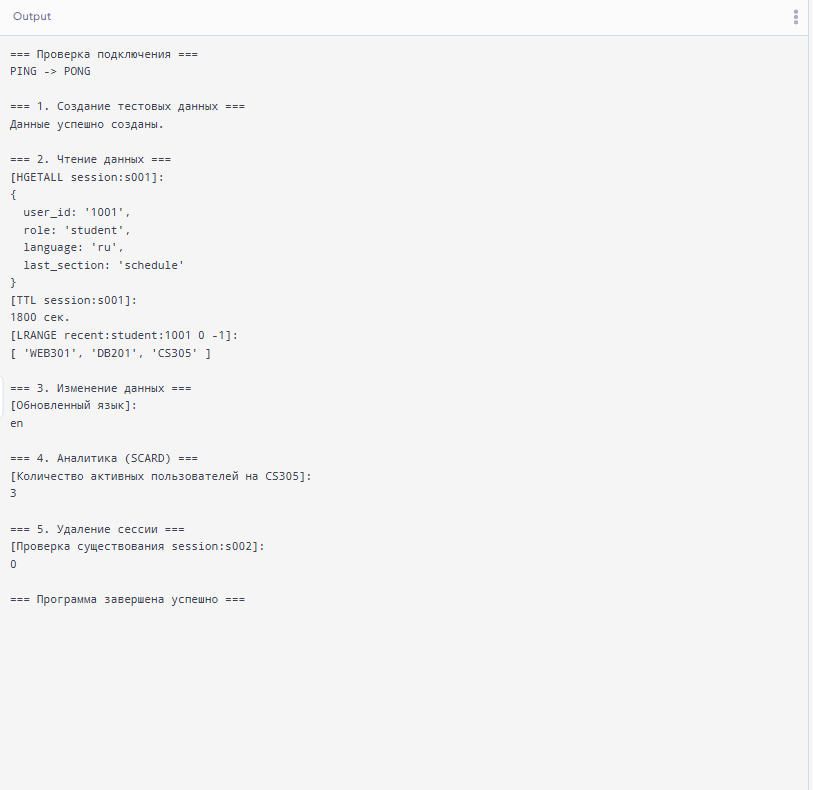 Output
=== Проверка подключения ===
PING -> PONG
=== 1. Создание тестовых данных ===
Данные успешно созданы.
=== 2. Чтение данных ===
[HGETALL session:s001]:
{
  user_id: '1001',
  role: 'student',
  language: 'ru',
  last_section: 'schedule'
}
[TTL session:s001]:
1800 сек.
[LRANGE recent:student:1001 0 -1]:
[ 'WEB301', 'DB201', 'CS305' ]
=== 3. Изменение данных ===
[Обновленный язык]:
en
=== 4. Аналитика (SCARD) ===
[Количество активных пользователей на CS305]:
3
=== 5. Удаление сессии ===
[Проверка существования session:s002]:
0
=== Программа завершена успешно ===